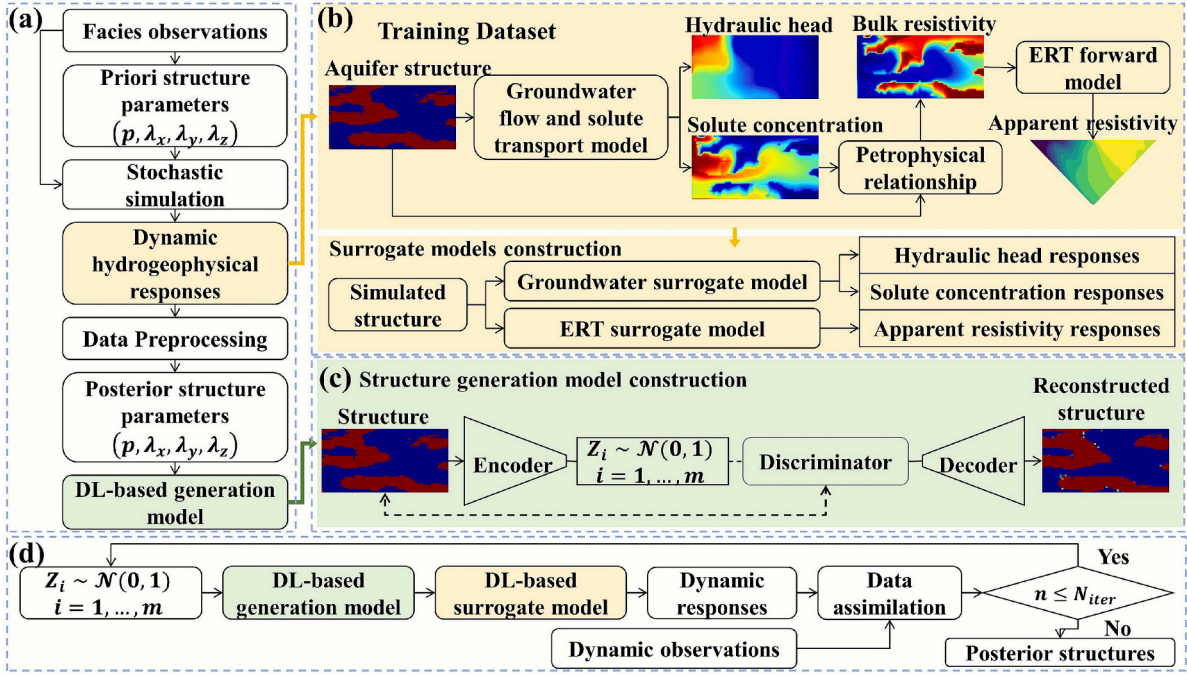 (a)
Facies observations
Priori structure
parameters
(p, λx, λy, λz)
Stochastic
simulation
Dynamic
hydrogeophysical
responses
Data Preprocessing
Posterior structure
parameters
(p, λx, λy, λz)
DL-based generation
model
(b)
Training Dataset
Aquifer structure
Groundwater
flow and solute
transport model
Hydraulic head
Solute concentration
Bulk resistivity
Petrophysical
relationship
ERT forward
model
Apparent resistivity
Surrogate models construction
Simulated
structure
Groundwater surrogate model
ERT surrogate model
Hydraulic head responses
Solute concentration responses
Apparent resistivity responses
(c)
Structure generation model construction
Structure
Encoder
Zi ~ 𝒩(0, 1)
i = 1, ..., m
Discriminator
Decoder
Reconstructed
structure
(d)
Zi ~ 𝒩(0, 1)
i = 1, ..., m
DL-based
generation model
DL-based
surrogate model
Dynamic
responses
Data
assimilation
Dynamic observations
n ≤ Niter
Yes
No
Posterior structures